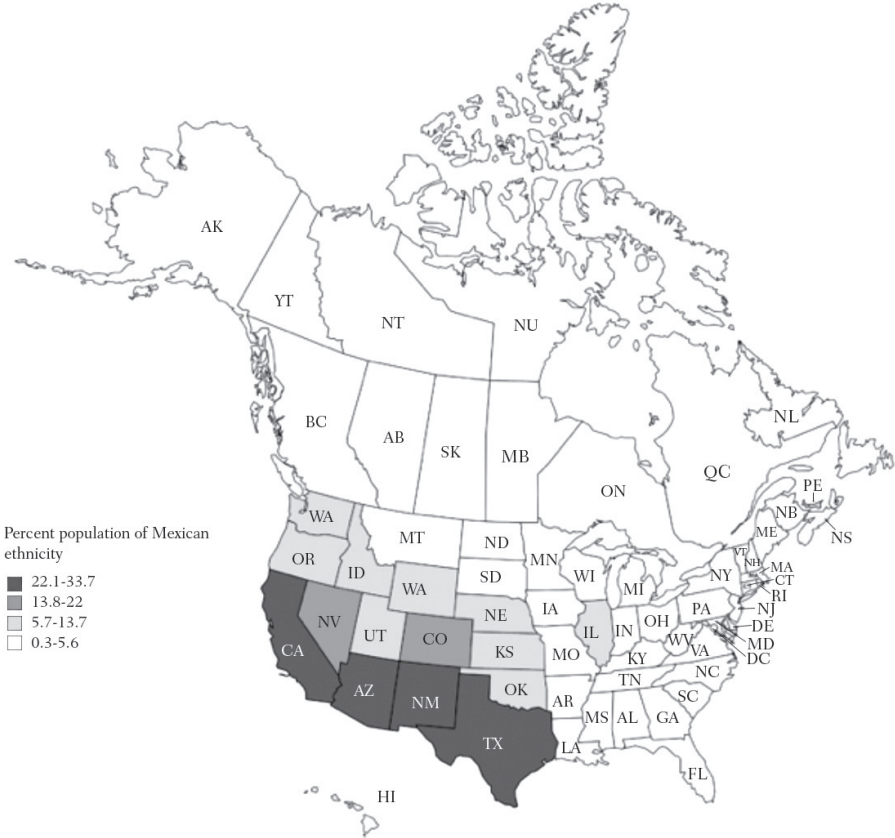 AK
YT
NT
NU
BC
AB
SK
MB
ON
QC
NL
PE
NB
NS
ME
Percent population of Mexican
ethnicity
22.1-33.7
13.8-22
5.7-13.7
0.3-5.6
WA
MT
ND
MN
VT
NH
MA
CT
RI
OR
ID
WA
SD
WI
MI
NY
NV
UT
CO
NE
IA
IL
IN
OH
PA
NJ
DE
MD
DC
CA
KS
MO
KY
WV
VA
AZ
NM
OK
AR
TN
NC
SC
TX
LA
MS
AL
GA
FL
HI